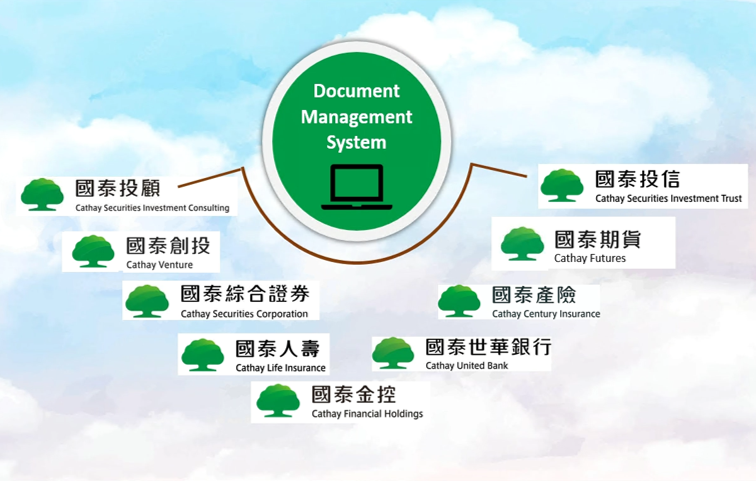 Document
Management
System
國泰投顧
Cathay Securities Investment Consulting
國泰投信
Cathay Securities Investment Trust
國泰創投
Cathay Venture
國泰期貨
Cathay Futures
國泰綜合證券
Cathay Securities Corporation
國泰產險
Cathay Century Insurance
國泰人壽
Cathay Life Insurance
國泰世華銀行
Cathay United Bank
國泰金控
Cathay Financial Holdings